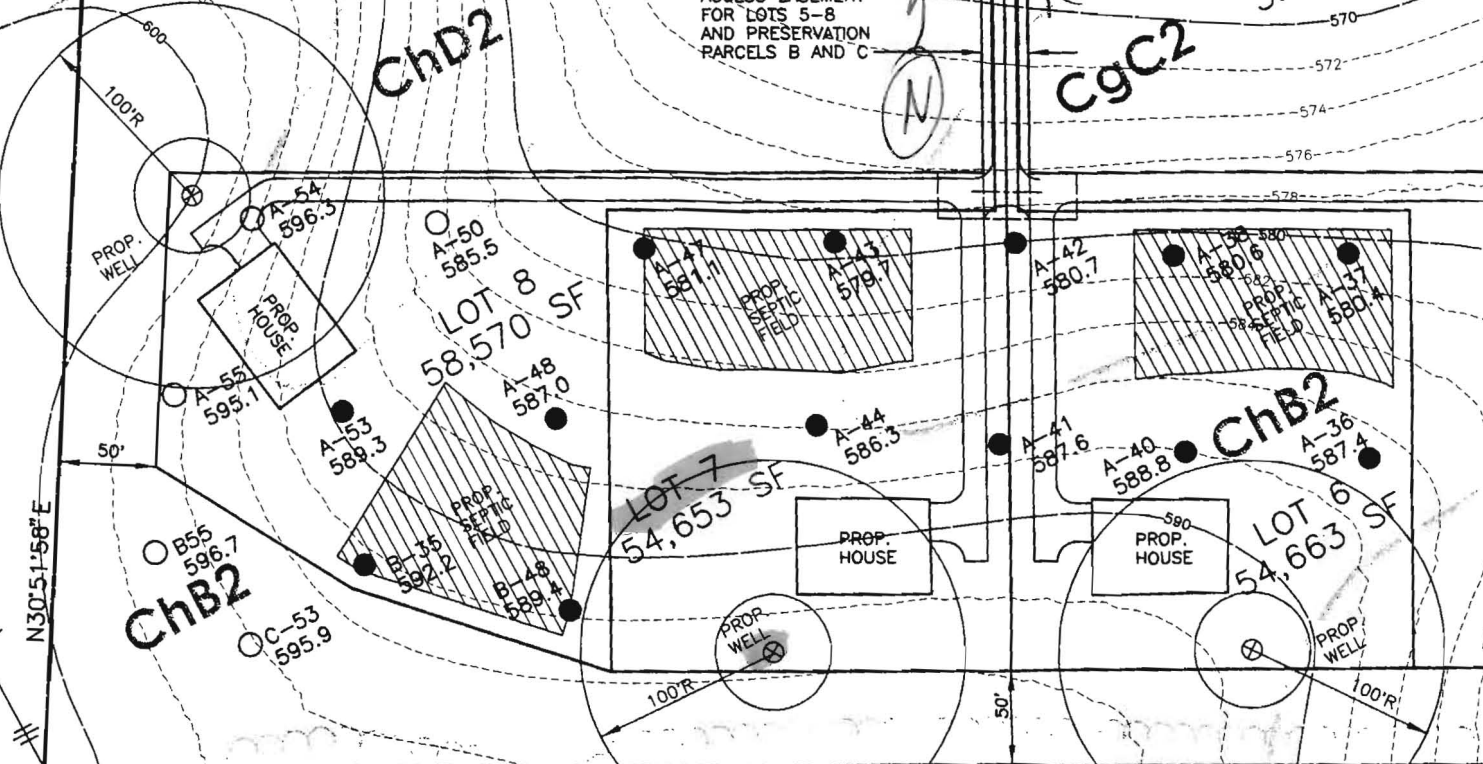 FOR LOTS 5-8
AND PRESERVATION
PARCELS B AND C
N
570
572
574
576
578
580
582
584
590
600
ChD2
CgC2
100'R
PROP.
WELL
A-54
596.3
A-50
585.5
PROP.
HOUSE
LOT 8
58,570 SF
A-47
581.1
A-43
579.7
PROP.
SEPTIC
FIELD
A-42
580.7
A-38
580.6
A-37
580.4
PROP.
SEPTIC
FIELD
A-55
595.1
A-53
589.3
A-48
587.0
A-44
586.3
A-41
587.6
A-40
588.8
ChB2
A-36
587.4
50'
N30°51'58"E
B55
596.7
ChB2
C-53
595.9
PROP.
SEPTIC
FIELD
B-35
592.2
B-48
589.4
LOT 7
54,653 SF
PROP.
HOUSE
PROP.
HOUSE
LOT 6
54,663 SF
PROP.
WELL
100'R
50'
PROP.
WELL
100'R